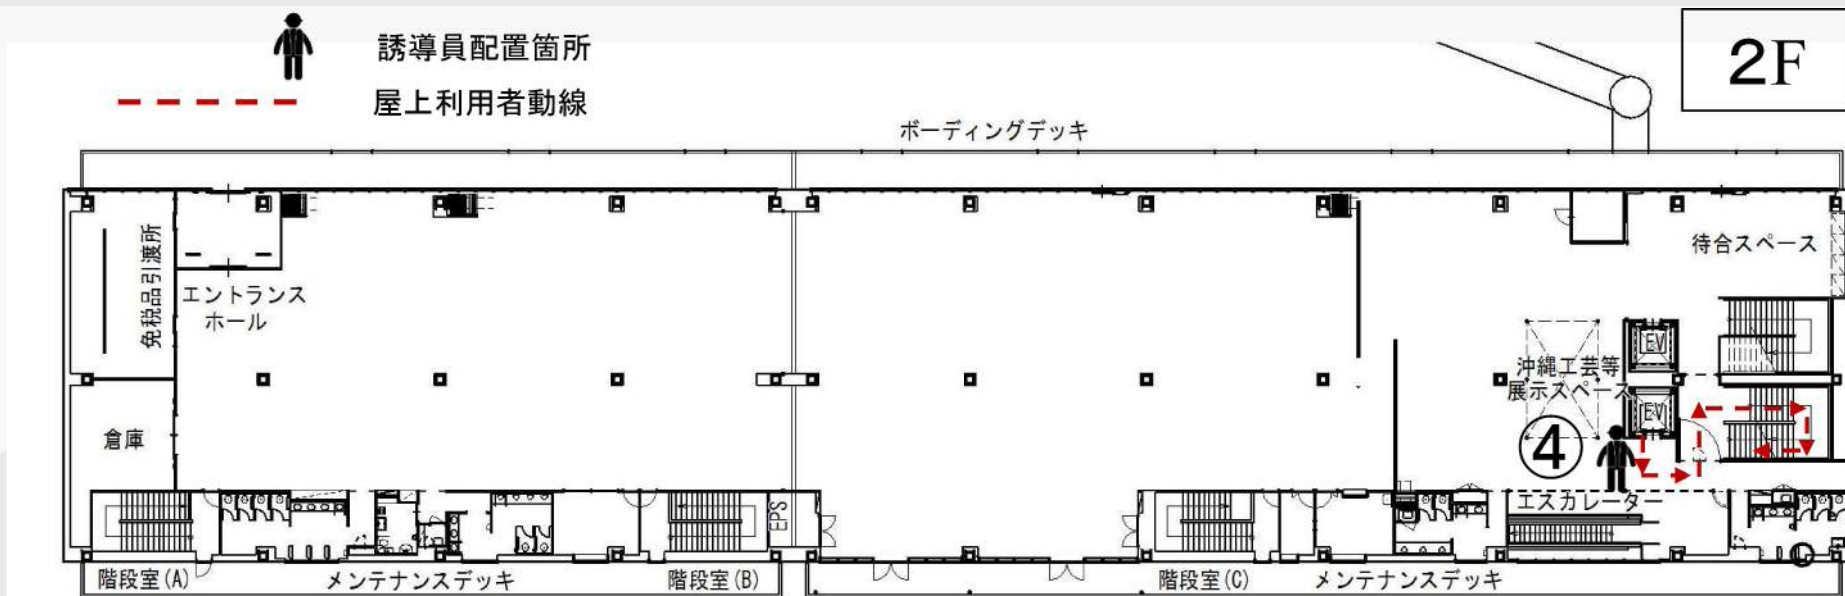 誘導員配置箇所
2F
屋上利用者動線
ボーディングデッキ
免税品引渡所
エントランス
ホール
待合スペース
EV
沖縄工芸等
展示スペース
EV
倉庫
④
エスカレーター
EPS
階段室(A)
メンテナンスデッキ
階段室(B)
階段室(C)
メンテナンスデッキ